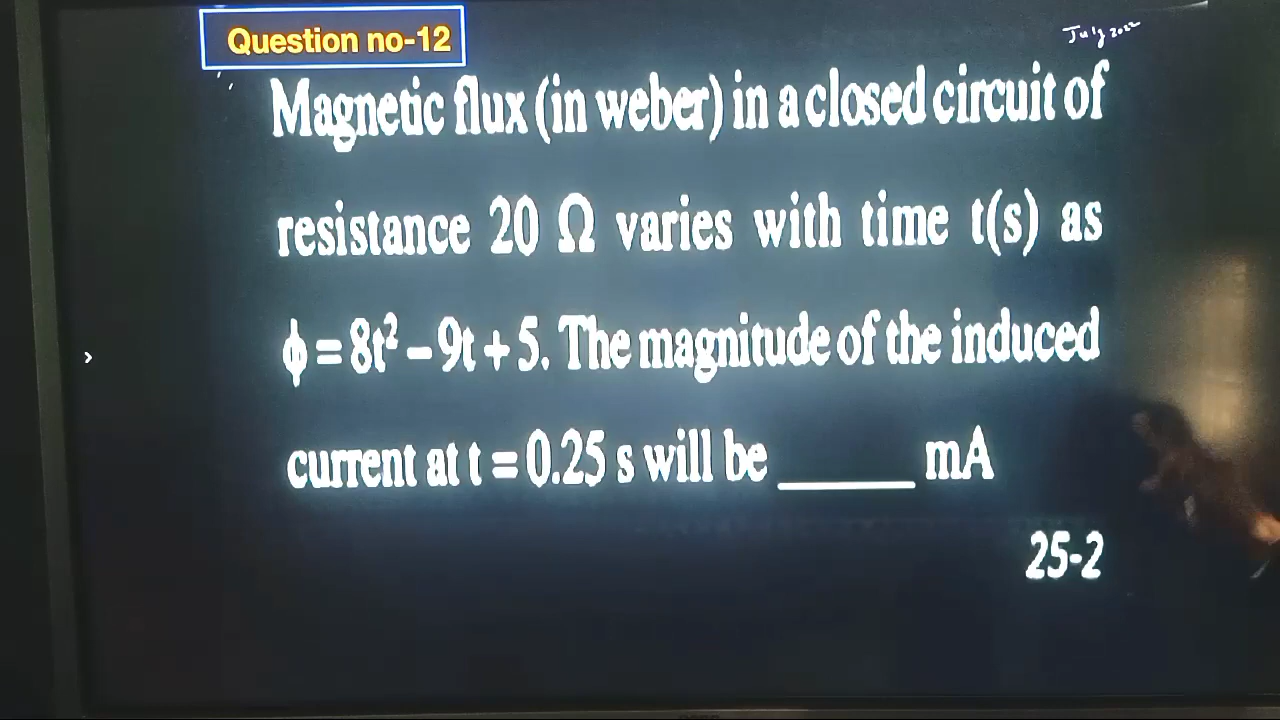 Question no-12
July 2022
Magnetic flux (in weber) in a closed circuit of
resistance 20 Ω varies with time t(s) as
ϕ = 8t² – 9t + 5. The magnitude of the induced
current at t = 0.25 s will be ______ mA
25-2